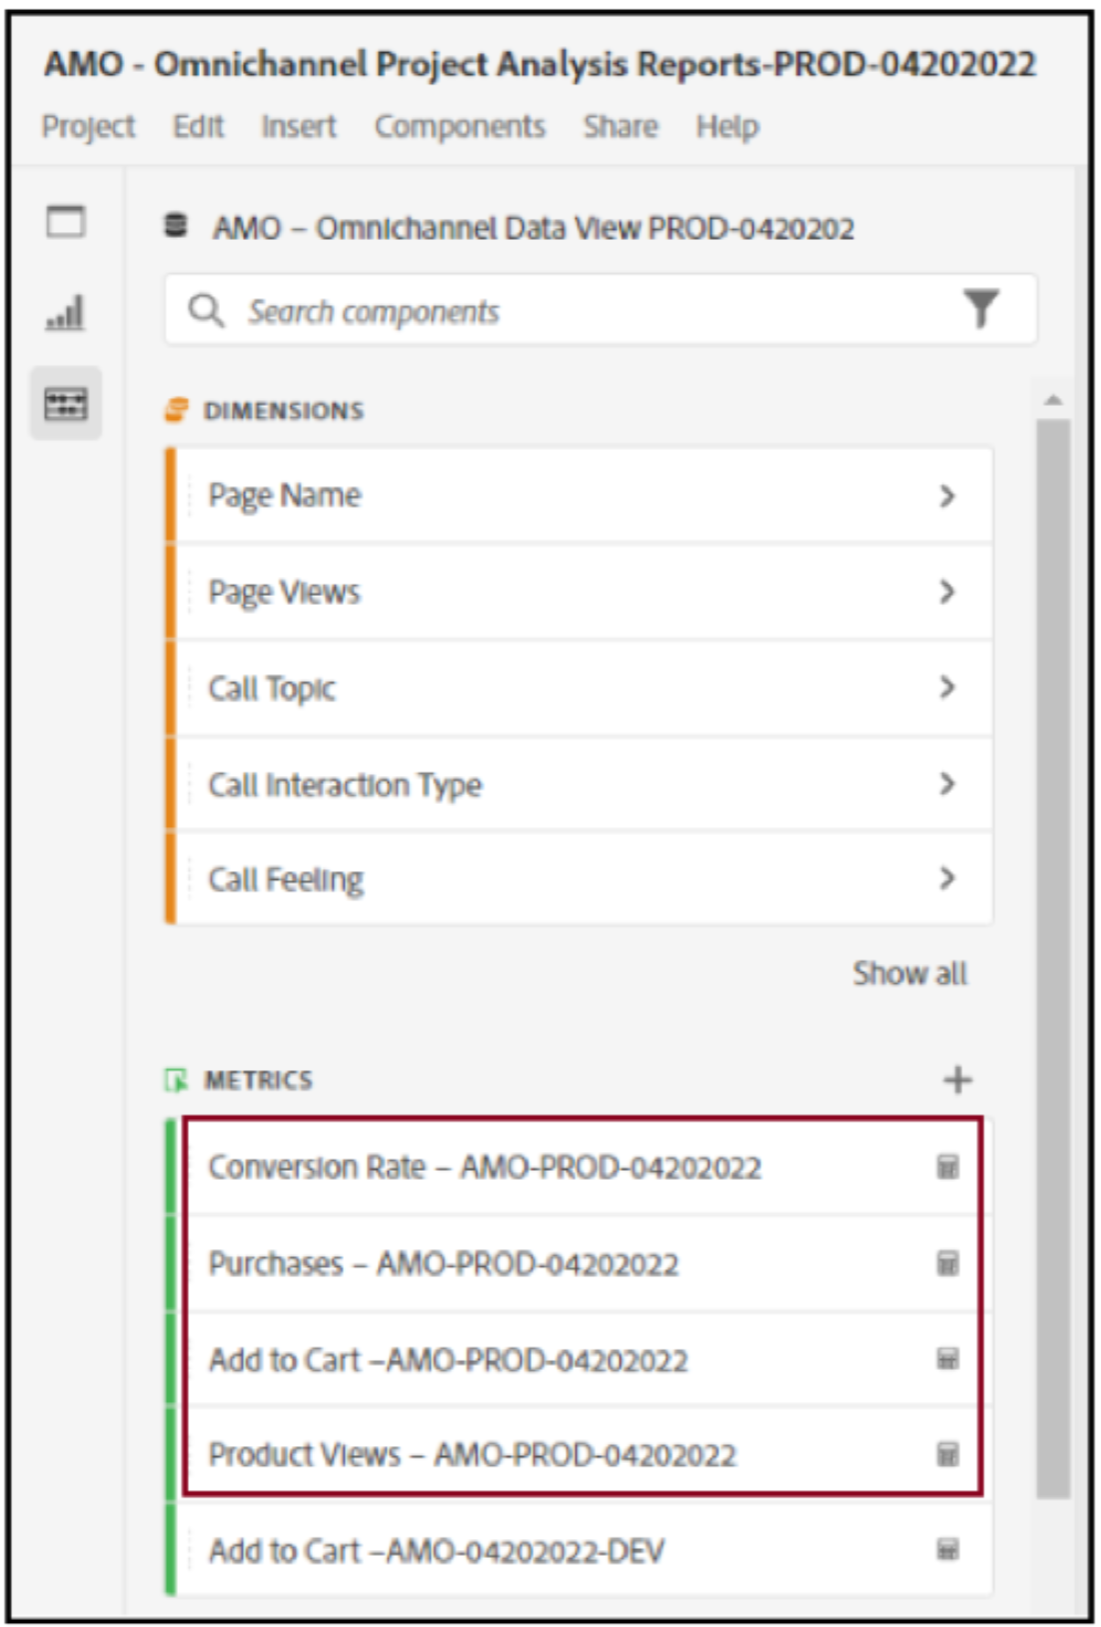 AMO - Omnichannel Project Analysis Reports-PROD-04202022
Project Edit Insert Components Share Help
AMO – Omnichannel Data View PROD-0420202
Search components
DIMENSIONS
Page Name
Page Views
Call Topic
Call Interaction Type
Call Feeling
Show all
METRICS
Conversion Rate – AMO-PROD-04202022
Purchases – AMO-PROD-04202022
Add to Cart –AMO-PROD-04202022
Product Views – AMO-PROD-04202022
Add to Cart –AMO-04202022-DEV